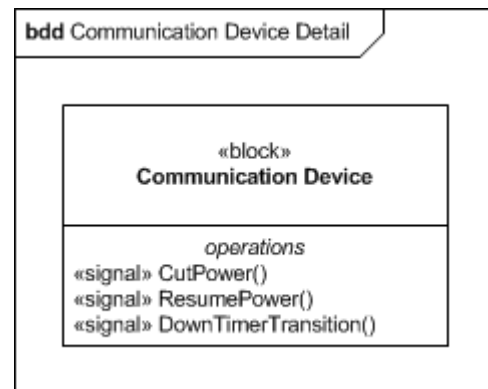 bdd Communication Device Detail
«block»
Communication Device
operations
«signal» CutPower()
«signal» ResumePower()
«signal» DownTimerTransition()